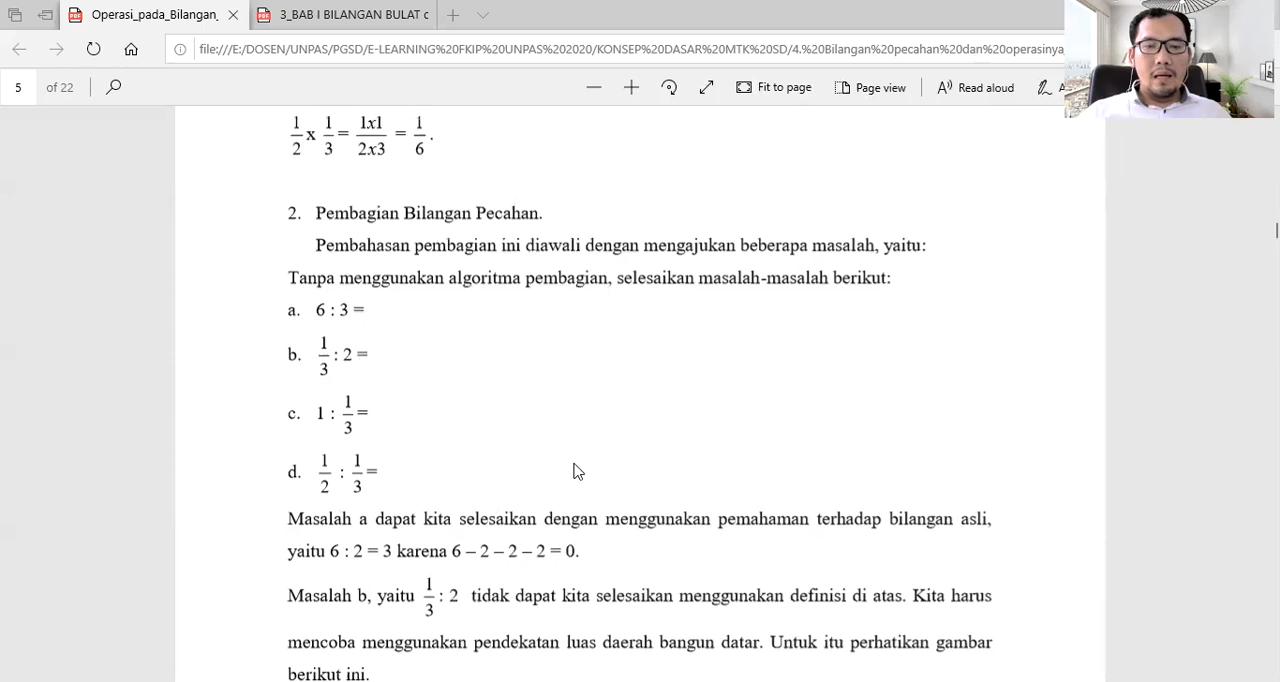 Operasi_pada_Bilangan_
3_BAB I BILANGAN BULAT c
file:///E:/DOSEN/UNPAS/PGSD/E-LEARNING%20FKIP%20UNPAS%202020/KONSEP%20DASAR%20MTK%20SD/4.%20Bilangan%20pecahan%20dan%20operasinya
5 of 22 Fit to page Page view Read aloud
1/2 x 1/3 = 1x1/2x3 = 1/6.
2. Pembagian Bilangan Pecahan.
Pembahasan pembagian ini diawali dengan mengajukan beberapa masalah, yaitu:
Tanpa menggunakan algoritma pembagian, selesaikan masalah-masalah berikut:
a. 6 : 3 =
b. 1/3 : 2 =
c. 1 : 1/3 =
d. 1/2 : 1/3 =
Masalah a dapat kita selesaikan dengan menggunakan pemahaman terhadap bilangan asli,
yaitu 6 : 2 = 3 karena 6 – 2 – 2 – 2 = 0.
Masalah b, yaitu 1/3 : 2 tidak dapat kita selesaikan menggunakan definisi di atas. Kita harus
mencoba menggunakan pendekatan luas daerah bangun datar. Untuk itu perhatikan gambar
berikut ini.